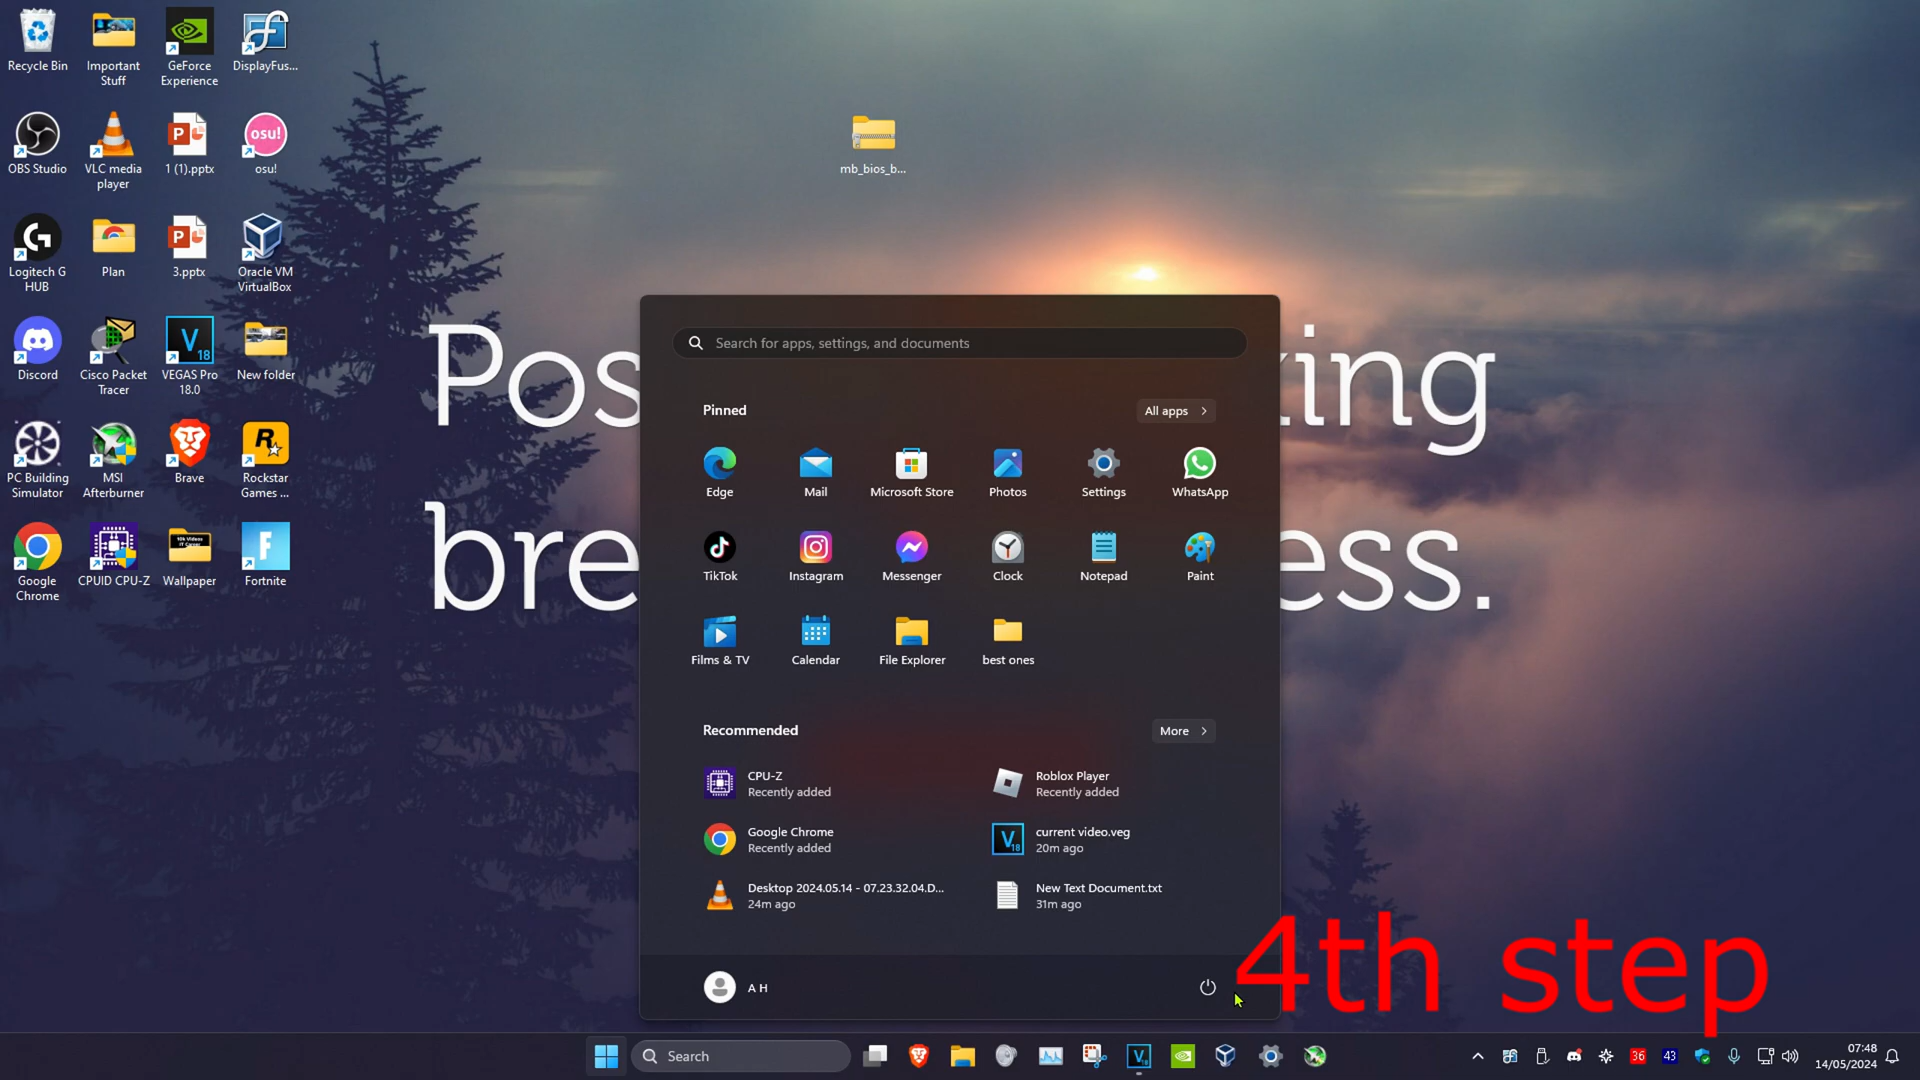 Recycle Bin
Important Stuff
GeForce Experience
DisplayFus...
OBS Studio
VLC media player
1 (1).pptx
osu!
osu!
mb_bios_b...
Logitech G HUB
Plan
3.pptx
Oracle VM VirtualBox
Discord
Cisco Packet Tracer
V 18
VEGAS Pro 18.0
New folder
PC Building Simulator
MSI Afterburner
Brave
Rockstar Games ...
Google Chrome
CPUID CPU-Z
Wallpaper
Fortnite
Pos
king
bre
ess.
Search for apps, settings, and documents
Pinned
All apps
Edge
Mail
Microsoft Store
Photos
Settings
WhatsApp
TikTok
Instagram
Messenger
Clock
Notepad
Paint
Films & TV
Calendar
File Explorer
best ones
Recommended
More
CPU-Z
Recently added
Roblox Player
Recently added
Google Chrome
Recently added
current video.veg
20m ago
Desktop 2024.05.14 - 07.23.32.04.D...
24m ago
New Text Document.txt
31m ago
A H
4th step
Search
36
43
07:48
14/05/2024